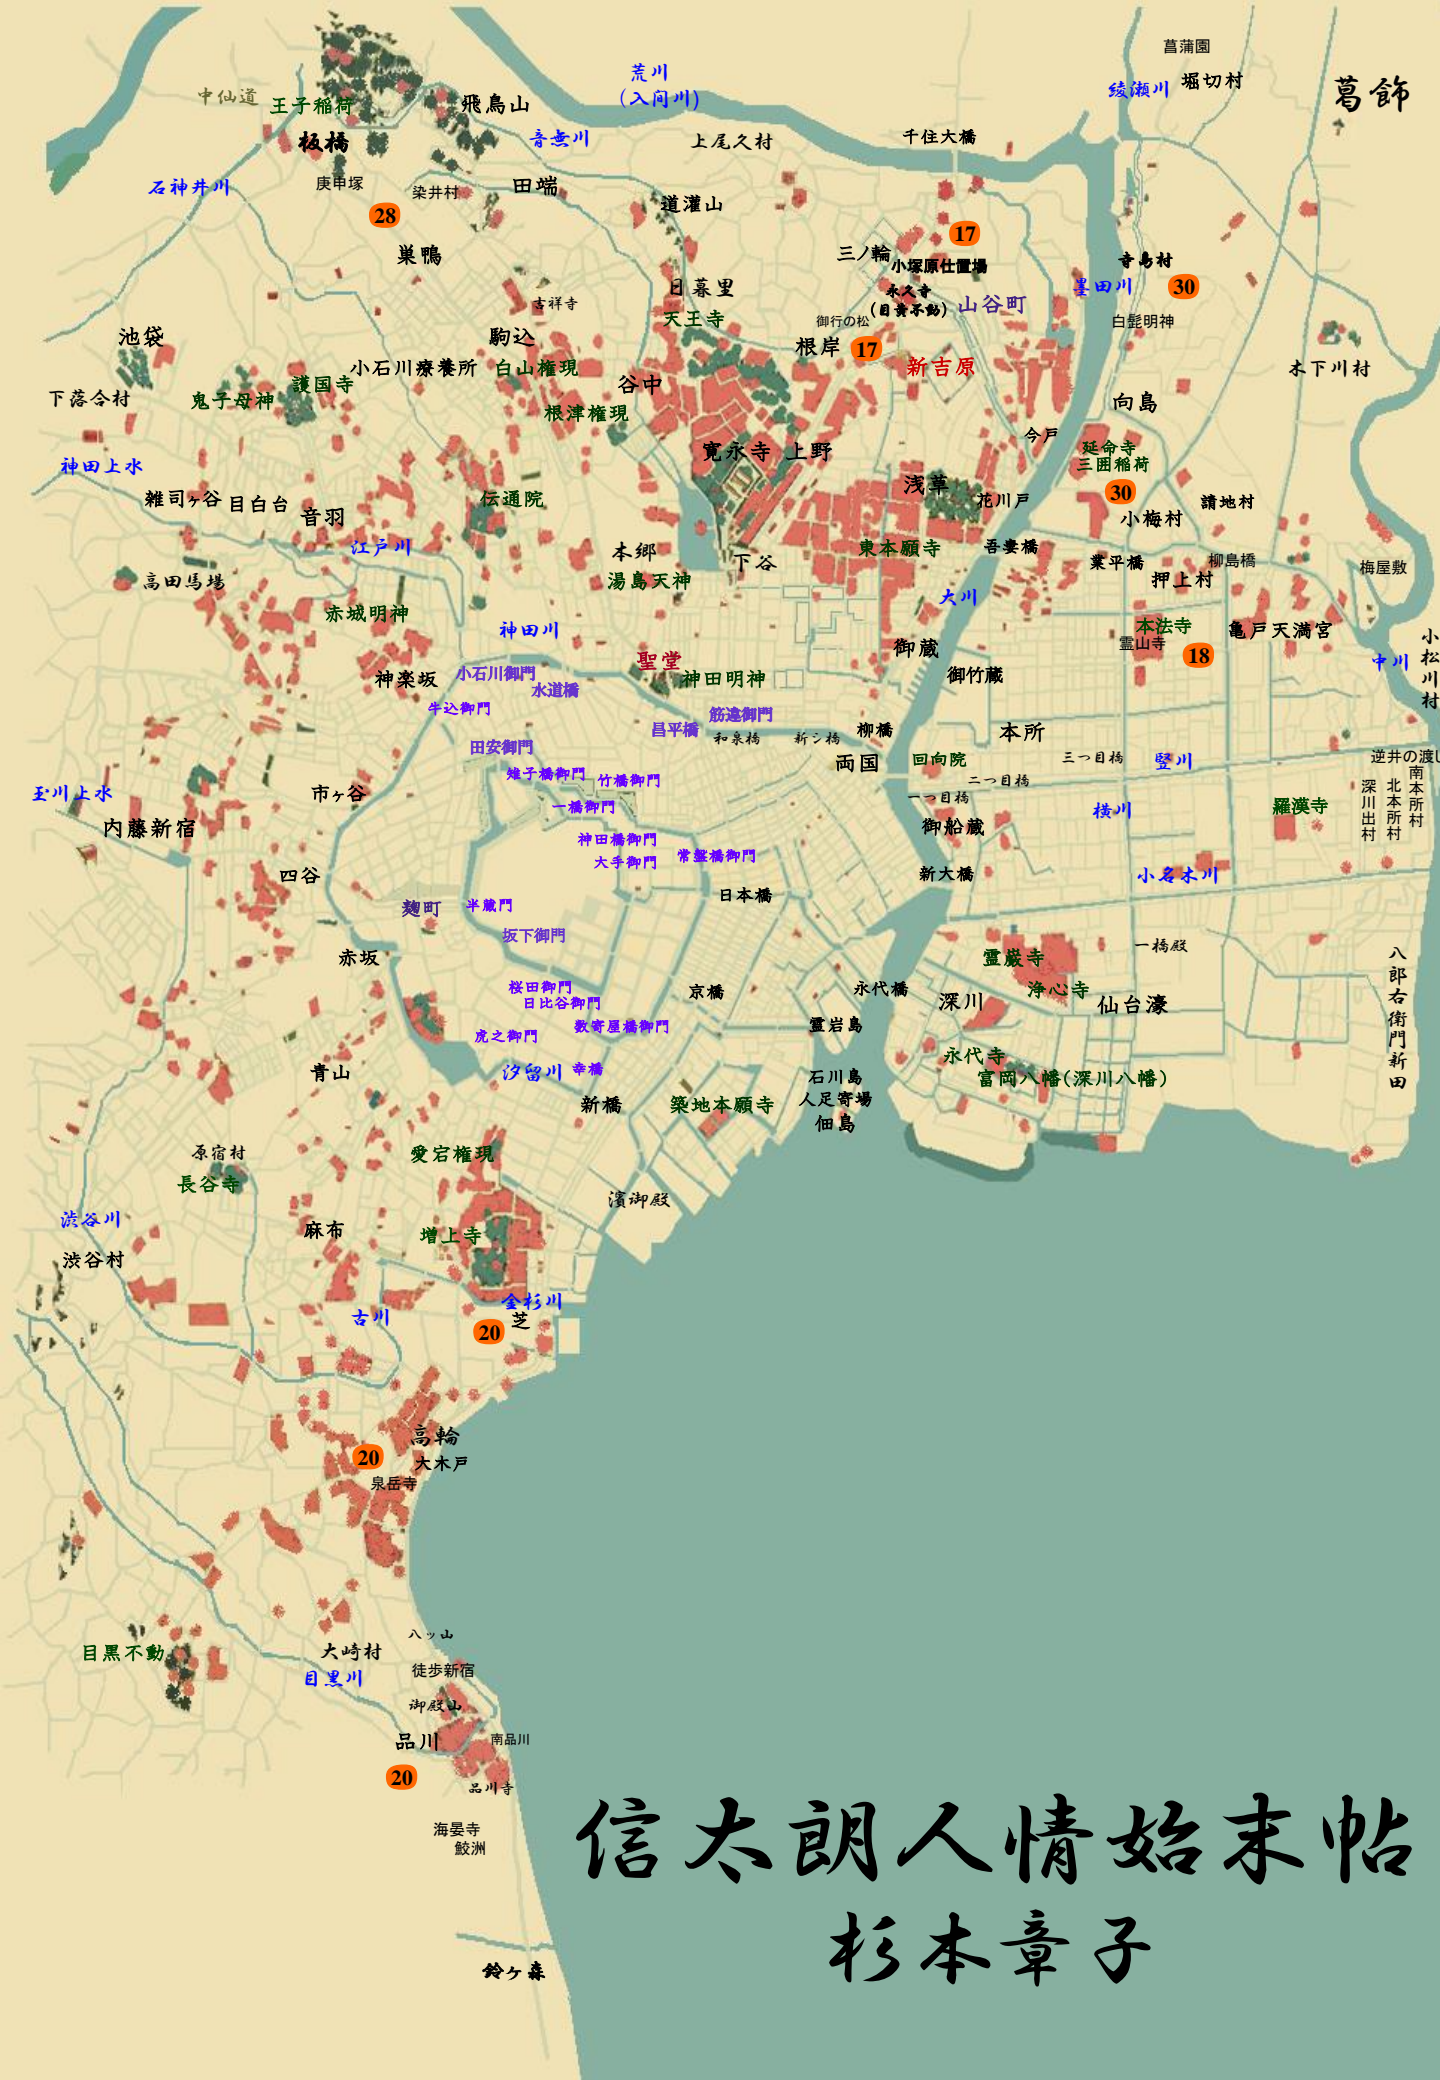 菖蒲園
堀切村
葛飾
綾瀬川
荒川
(入间川)
中仙道
王子稲荷
飛鳥山
板橋
音無川
上尾久村
千住大橋
石神井川
庚申塚
染井村
田端
道灌山
28
17
巣鴨
三ノ輪
小塚原仕置場
寺島村
日暮里
永久寺
(目黄不動)
山谷町
墨田川
30
吉祥寺
天王寺
御行の松
白髭明神
池袋
駒込
根岸
17
新吉原
小石川療養所
白山権現
木下川村
下落合村
鬼子母神
護国寺
谷中
向島
根津権現
今戸
延命寺
三囲稲荷
寛永寺
上野
神田上水
浅草
30
雑司ヶ谷
目白台
伝通院
花川戸
請地村
音羽
小梅村
江戸川
本郷
下谷
東本願寺
吾妻橋
業平橋
柳島橋
梅屋敷
高田馬場
湯島天神
押上村
大川
赤城明神
神田川
本法寺
亀戸天満宮
霊山寺
18
小松川村
中川
聖堂
御蔵
神楽坂
小石川御門
水道橋
神田明神
御竹蔵
牛込御門
筋違御門
昌平橋
和泉橋
新シ橋
柳橋
本所
田安御門
両国
回向院
三つ目橋
竪川
逆井の渡し
雉子橋御門
竹橋御門
二つ目橋
南本所村
北本所村
深川出村
玉川上水
市ヶ谷
一橋御門
一つ目橋
横川
羅漢寺
内藤新宿
神田橋御門
御船蔵
大手御門
常盤橋御門
四谷
新大橋
小名木川
日本橋
麹町
半蔵門
坂下御門
赤坂
霊巌寺
一橋殿
八郎右衛門新田
桜田御門
日比谷御門
京橋
永代橋
深川
浄心寺
仙台濠
数寄屋橋御門
虎之御門
霊岩島
青山
汐留川
幸橋
永代寺
富岡八幡(深川八幡)
石川島
人足寄場
佃島
新橋
築地本願寺
原宿村
愛宕権現
長谷寺
濱御殿
渋谷川
麻布
増上寺
渋谷村
金杉川
古川
芝
20
高輪
20
大木戸
泉岳寺
八ッ山
目黒不動
大崎村
徒歩新宿
目黒川
御殿山
品川
南品川
20
品川寺
海晏寺
鮫洲
信太朗人情始末帖
杉本章子
鈴ヶ森